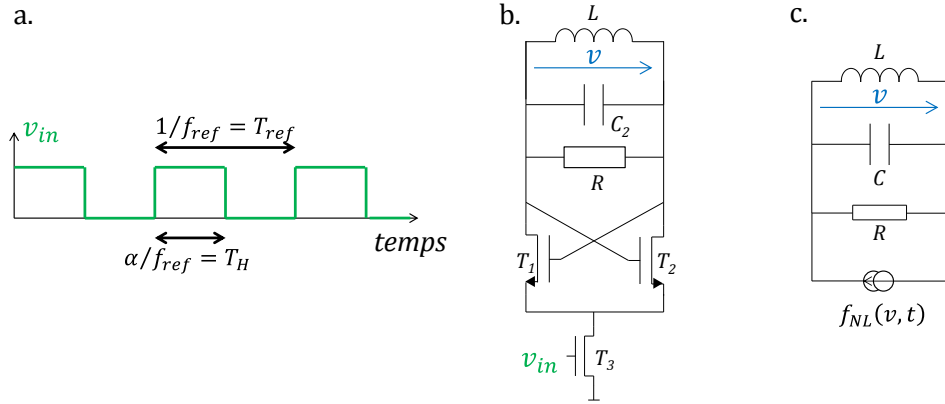 a.
v_in
1/f_ref = T_ref
temps
α/f_ref = T_H
b.
L
v
C_2
R
T_1
T_2
v_in
T_3
c.
L
v
C
R
f_NL(v, t)